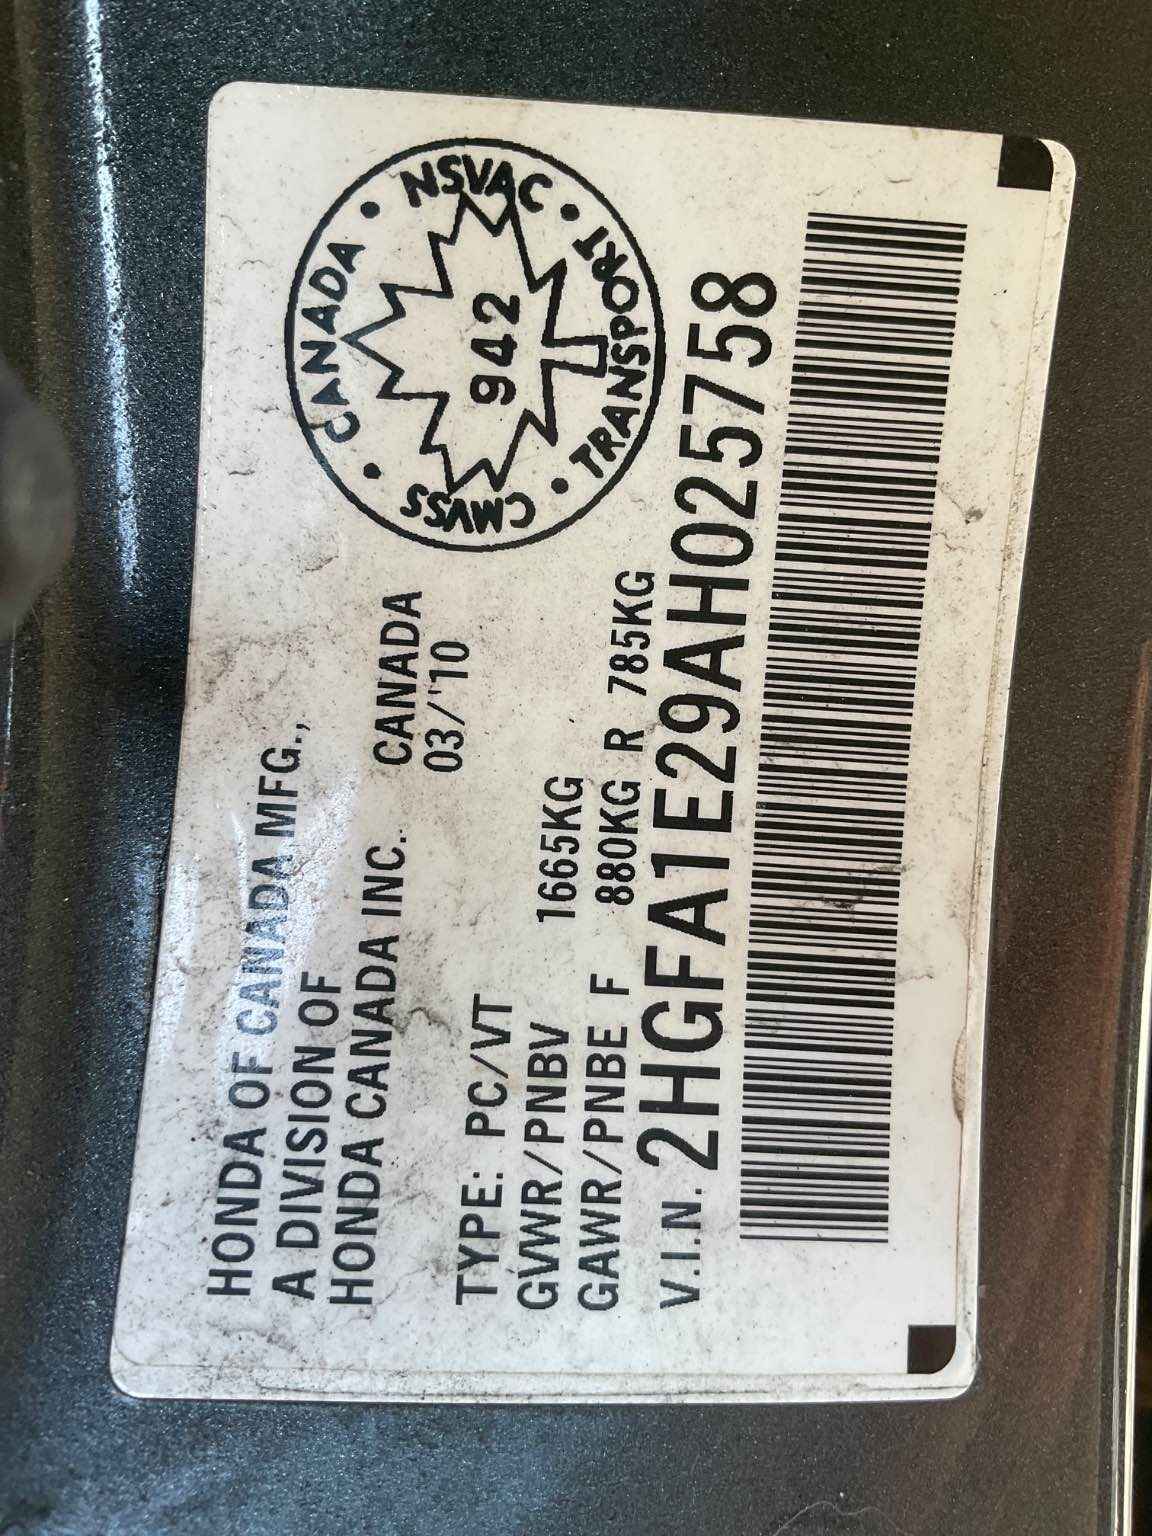 HONDA OF CANADA MFG.,
A DIVISION OF
HONDA CANADA INC.. CANADA
03/'10
TYPE: PC/VT
GVWR/PNBV 1665KG
GAWR/PNBE F 880KG R 785KG
V.I.N. 2HGFA1E29AH025758
CANADA • NSVAC • TRANSPORT • CMVSS •
942